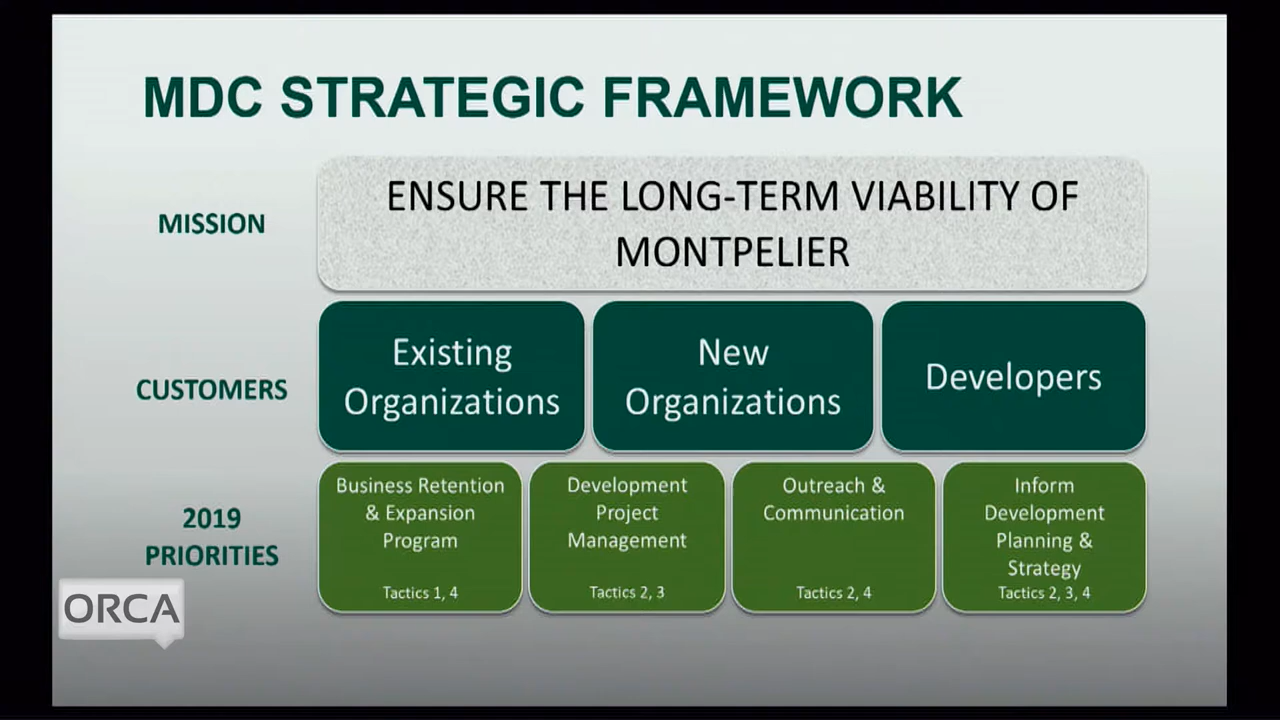 MDC STRATEGIC FRAMEWORK
MISSION
ENSURE THE LONG-TERM VIABILITY OF
MONTPELIER
CUSTOMERS
Existing
Organizations
New
Organizations
Developers
2019
PRIORITIES
Business Retention
& Expansion
Program
Tactics 1, 4
Development
Project
Management
Tactics 2, 3
Outreach &
Communication
Tactics 2, 4
Inform
Development
Planning &
Strategy
Tactics 2, 3, 4
ORCA